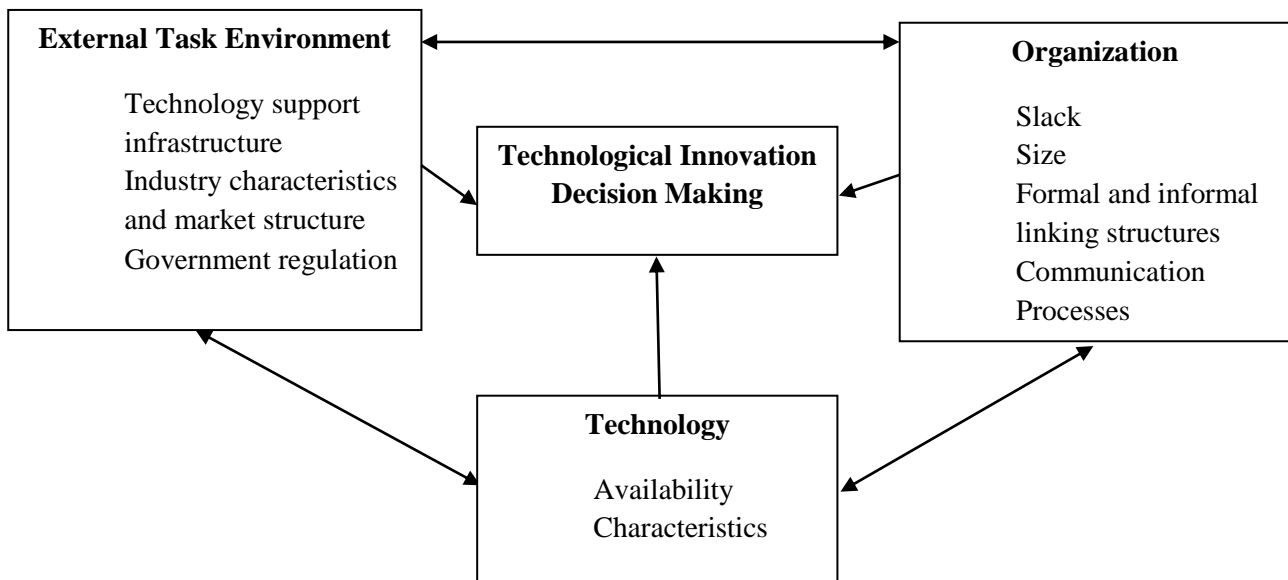 External Task Environment
Technology support
infrastructure
Industry characteristics
and market structure
Government regulation
Technological Innovation
Decision Making
Organization
Slack
Size
Formal and informal
linking structures
Communication
Processes
Technology
Availability
Characteristics